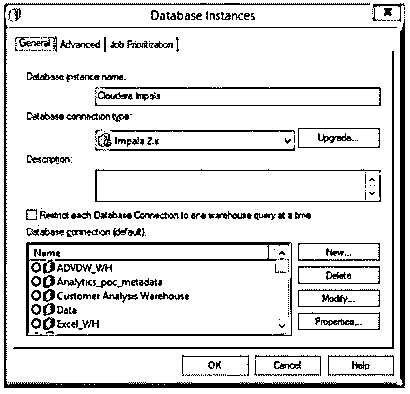 Database Instances
General Advanced Job Prioritization
Database instance name:
Cloudera Impala
Database connection type:
Impala 2.x
Upgrade...
Description:
Restrict each Database Connection to one warehouse query at a time
Database connection (default):
Name
New...
ADVDW_WH
Analytics_poc_metadata
Delete
Customer Analysis Warehouse
Modify...
Data
Excel_WH
Properties...
OK Cancel Help